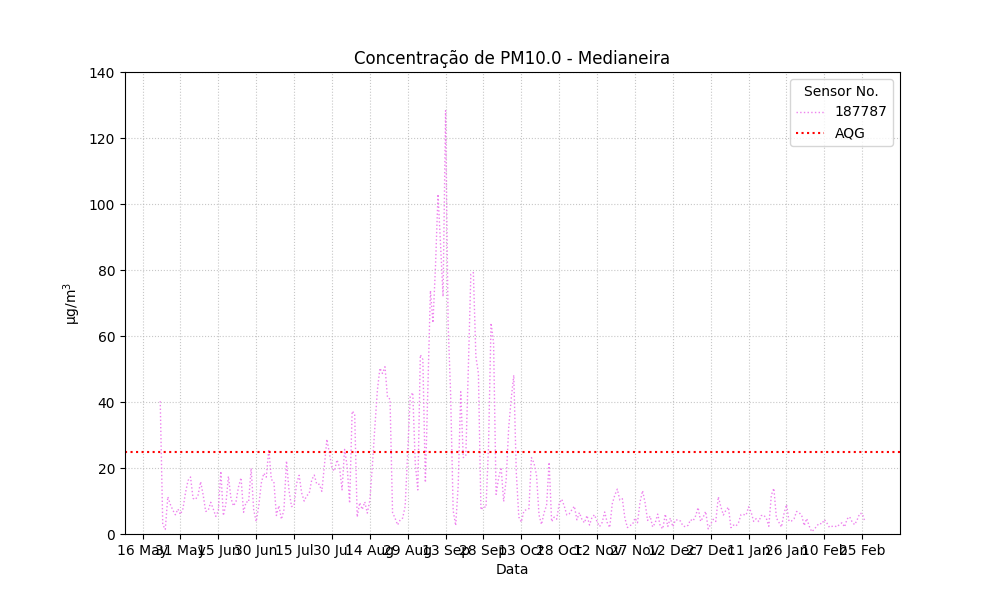 Concentração de PM10.0 - Medianeira
Sensor No.
187787
AQG
140
120
100
80
60
40
20
0
µg/m³
16 May 31 May 15 Jun 30 Jun 15 Jul 30 Jul 14 Aug 29 Aug 13 Sep 28 Sep 13 Oct 28 Oct 12 Nov 27 Nov 12 Dec 27 Dec 11 Jan 26 Jan 10 Feb 25 Feb
Data